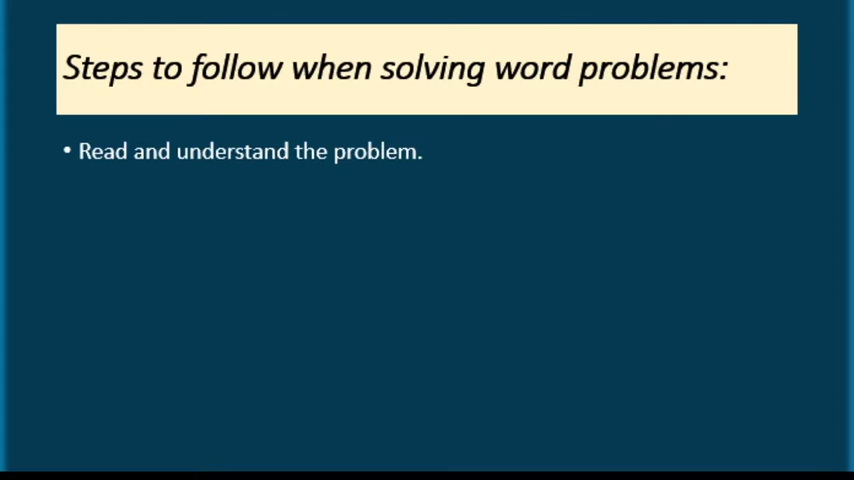 Steps to follow when solving word problems:
• Read and understand the problem.